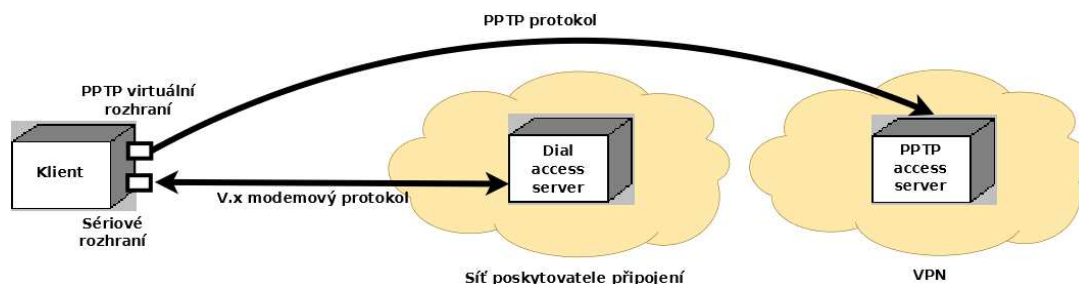 PPTP protokol
PPTP virtuální
rozhraní
Klient
Dial
access
server
PPTP
access
server
V.x modemový protokol
Sériové
rozhraní
Síť poskytovatele připojení
VPN